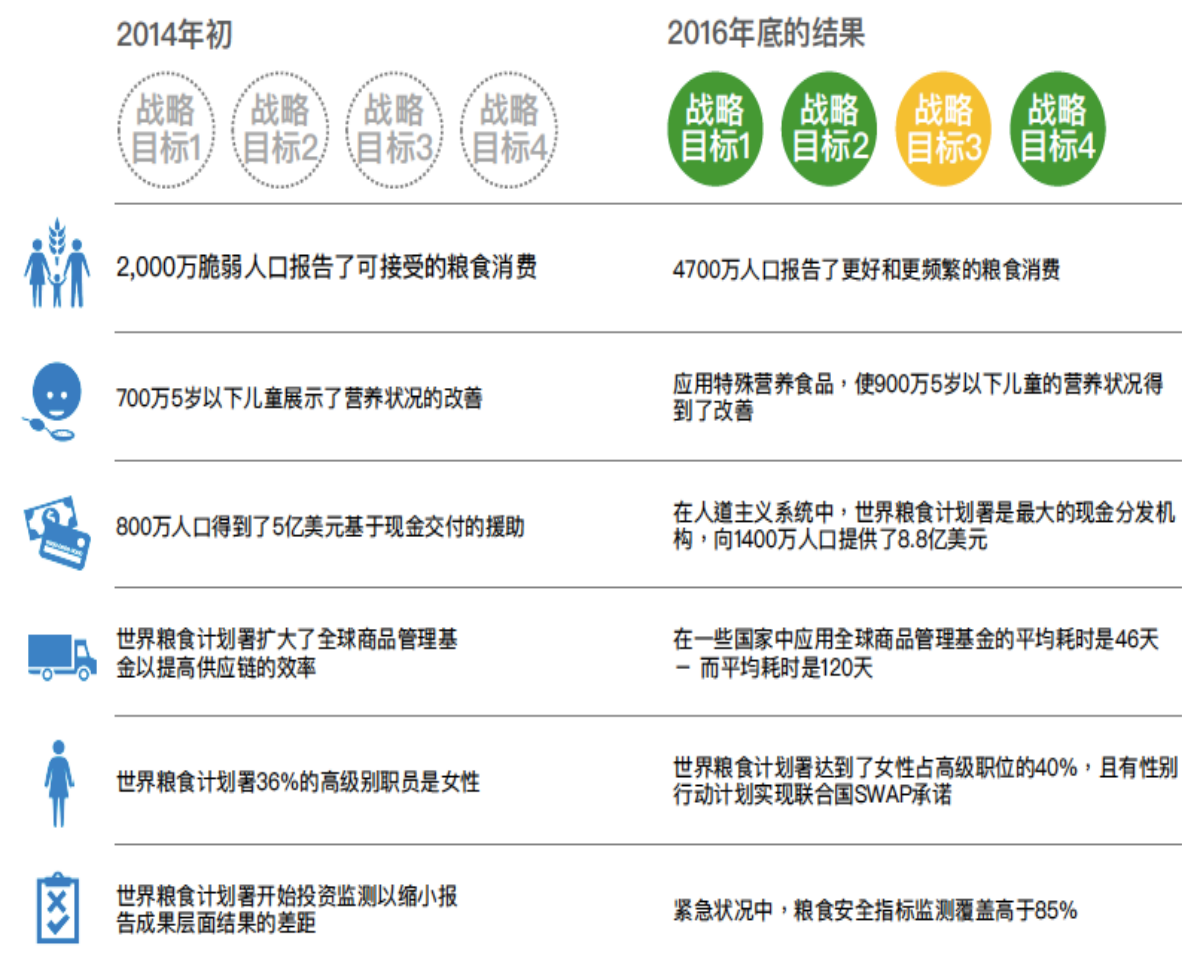 2014年初
2016年底的结果
战略
目标1
战略
目标2
战略
目标3
战略
目标4
战略
目标1
战略
目标2
战略
目标3
战略
目标4
2,000万脆弱人口报告了可接受的粮食消费
4700万人口报告了更好和更频繁的粮食消费
700万5岁以下儿童展示了营养状况的改善
应用特殊营养食品，使900万5岁以下儿童的营养状况得
到了改善
800万人口得到了5亿美元基于现金交付的援助
在人道主义系统中，世界粮食计划署是最大的现金分发机
构，向1400万人口提供了8.8亿美元
世界粮食计划署扩大了全球商品管理基
金以提高供应链的效率
在一些国家中应用全球商品管理基金的平均耗时是46天
– 而平均耗时是120天
世界粮食计划署36%的高级别职员是女性
世界粮食计划署达到了女性占高级职位的40%，且有性别
行动计划实现联合国SWAP承诺
世界粮食计划署开始投资监测以缩小报
告成果层面结果的差距
紧急状况中，粮食安全指标监测覆盖高于85%